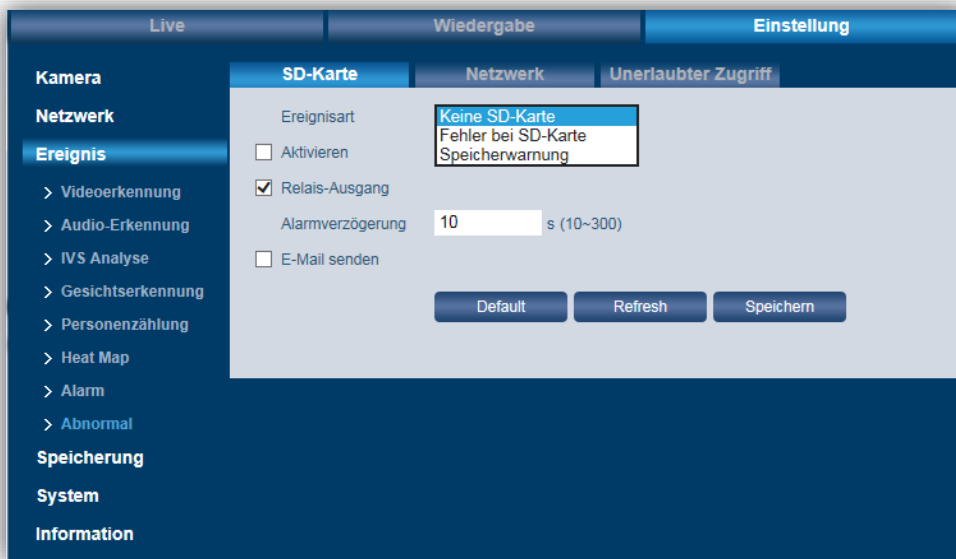 Live
Wiedergabe
Einstellung
Kamera
Netzwerk
Ereignis
Videoerkennung
Audio-Erkennung
IVS Analyse
Gesichtserkennung
Personenzählung
Heat Map
Alarm
Abnormal
Speicherung
System
Information
SD-Karte
Netzwerk
Unerlaubter Zugriff
Ereignisart
Keine SD-Karte
Fehler bei SD-Karte
Speicherwarnung
Aktivieren
Relais-Ausgang
Alarmverzögerung 10 s (10~300)
E-Mail senden
Default
Refresh
Speichern